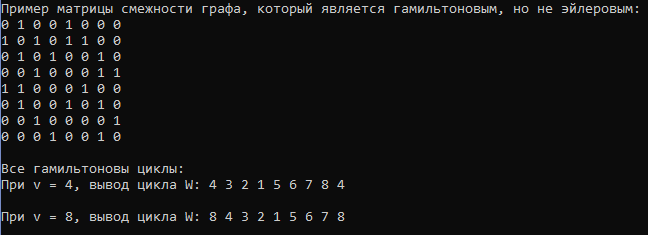 Пример матрицы смежности графа, который является гамильтоновым, но не эйлеровым:
0 1 0 0 1 0 0 0
1 0 1 0 1 1 0 0
0 1 0 1 0 0 1 0
0 0 1 0 0 0 1 1
1 1 0 0 0 1 0 0
0 1 0 0 1 0 1 0
0 0 1 0 0 0 0 1
0 0 0 1 0 0 1 0
Все гамильтоновы циклы:
При v = 4, вывод цикла W: 4 3 2 1 5 6 7 8 4
При v = 8, вывод цикла W: 8 4 3 2 1 5 6 7 8